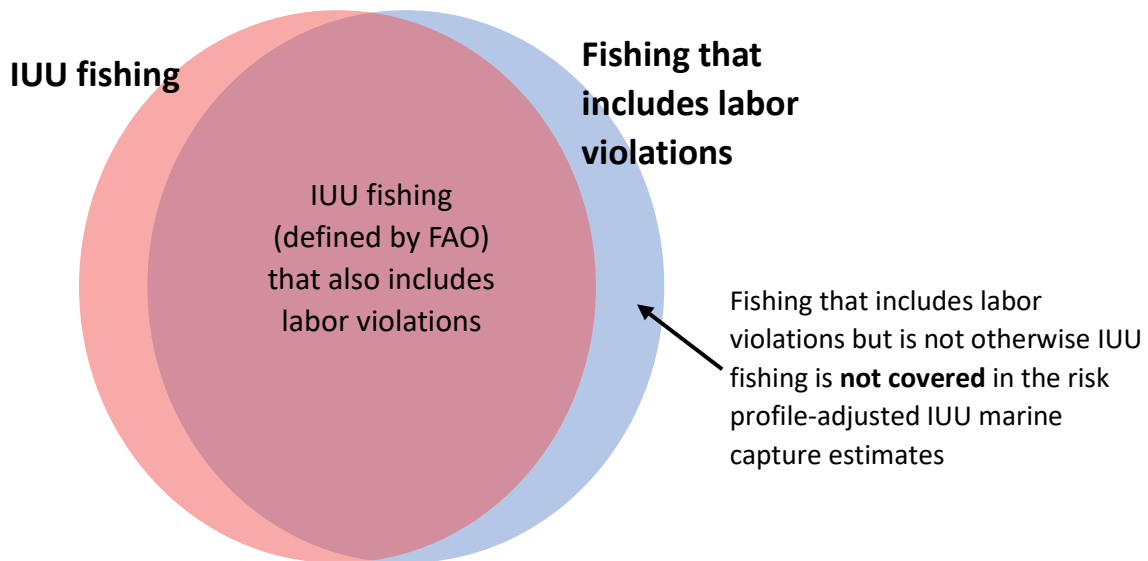 IUU fishing
Fishing that
includes labor
violations
IUU fishing
(defined by FAO)
that also includes
labor violations
Fishing that includes labor
violations but is not otherwise IUU
fishing is not covered in the risk
profile-adjusted IUU marine
capture estimates